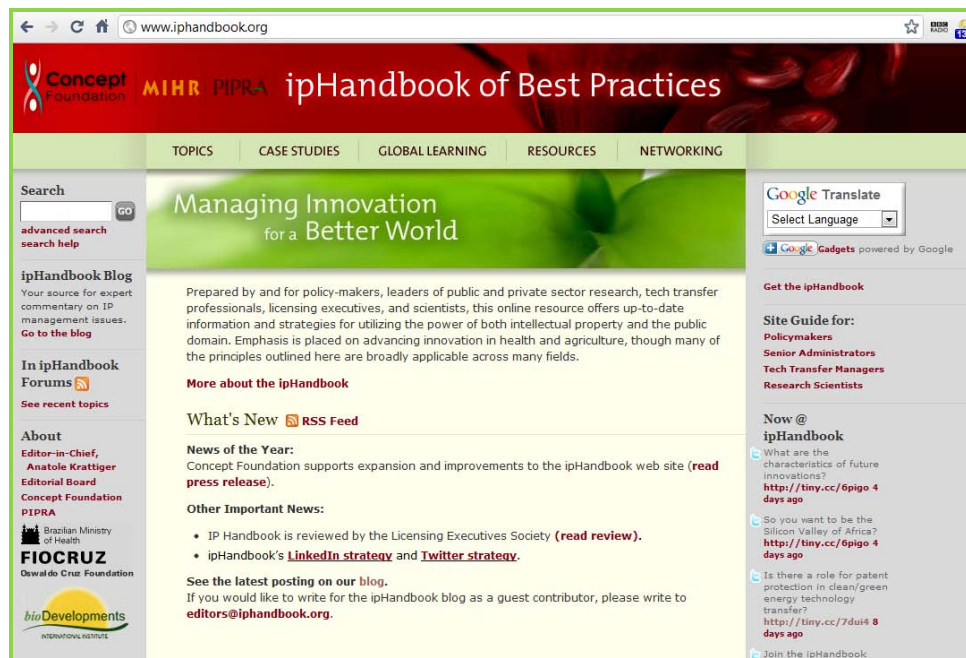 www.iphandbook.org
BBC
RADIO
13
Concept
Foundation
MIHR PIPRA
ipHandbook of Best Practices
TOPICS
CASE STUDIES
GLOBAL LEARNING
RESOURCES
NETWORKING
Search
GO
advanced search
search help
ipHandbook Blog
Your source for expert
commentary on IP
management issues.
Go to the blog
In ipHandbook
Forums
See recent topics
About
Editor-in-Chief,
Anatole Krattiger
Editorial Board
Concept Foundation
PIPRA
Brazilian Ministry
of Health
FIOCRUZ
Oswaldo Cruz Foundation
bioDevelopments
INTERNATIONAL INSTITUTE
Managing Innovation
for a Better World
Prepared by and for policy-makers, leaders of public and private sector research, tech transfer
professionals, licensing executives, and scientists, this online resource offers up-to-date
information and strategies for utilizing the power of both intellectual property and the public
domain. Emphasis is placed on advancing innovation in health and agriculture, though many of
the principles outlined here are broadly applicable across many fields.
More about the ipHandbook
What's New RSS Feed
News of the Year:
Concept Foundation supports expansion and improvements to the ipHandbook web site (read
press release).
Other Important News:
• IP Handbook is reviewed by the Licensing Executives Society (read review).
• ipHandbook's LinkedIn strategy and Twitter strategy.
See the latest posting on our blog.
If you would like to write for the ipHandbook blog as a guest contributor, please write to
editors@iphandbook.org.
Google Translate
Select Language
Google Gadgets powered by Google
Get the ipHandbook
Site Guide for:
Policymakers
Senior Administrators
Tech Transfer Managers
Research Scientists
Now @
ipHandbook
What are the
characteristics of future
innovations?
http://tiny.cc/6pigo 4
days ago
So you want to be the
Silicon Valley of Africa?
http://tiny.cc/6pigo 4
days ago
Is there a role for patent
protection in clean/green
energy technology
transfer?
http://tiny.cc/7dui4 8
days ago
Join the ipHandbook